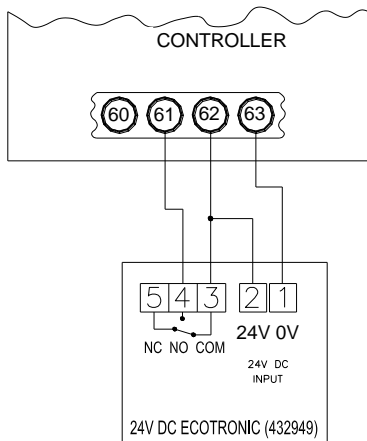 CONTROLLER
60 61 62 63
5 4 3 2 1
24V 0V
NC NO COM
24V DC
INPUT
24V DC ECOTRONIC (432949)